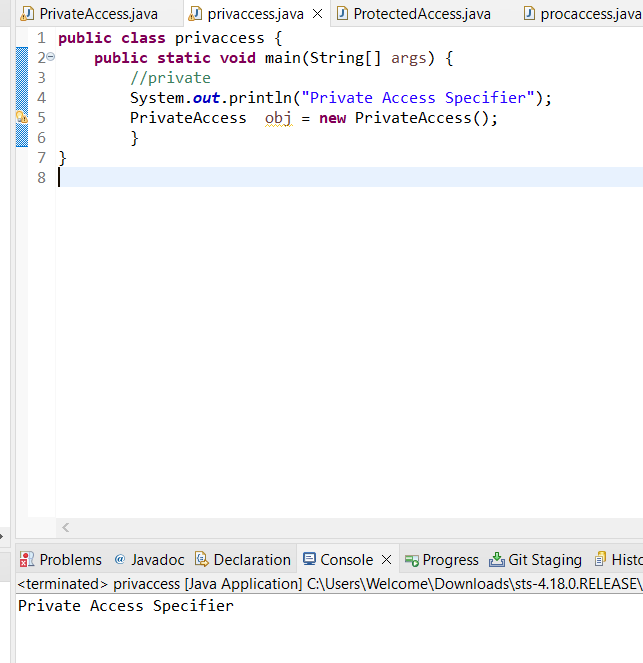 PrivateAccess.java privaccess.java ProtectedAccess.java procaccess.java
1 public class privaccess {
2 public static void main(String[] args) {
3 //private
4 System.out.println("Private Access Specifier");
5 PrivateAccess  obj = new PrivateAccess();
6 }
7 }
8
Problems @ Javadoc Declaration Console Progress Git Staging Histo
<terminated> privaccess [Java Application] C:\Users\Welcome\Downloads\sts-4.18.0.RELEASE\
Private Access Specifier